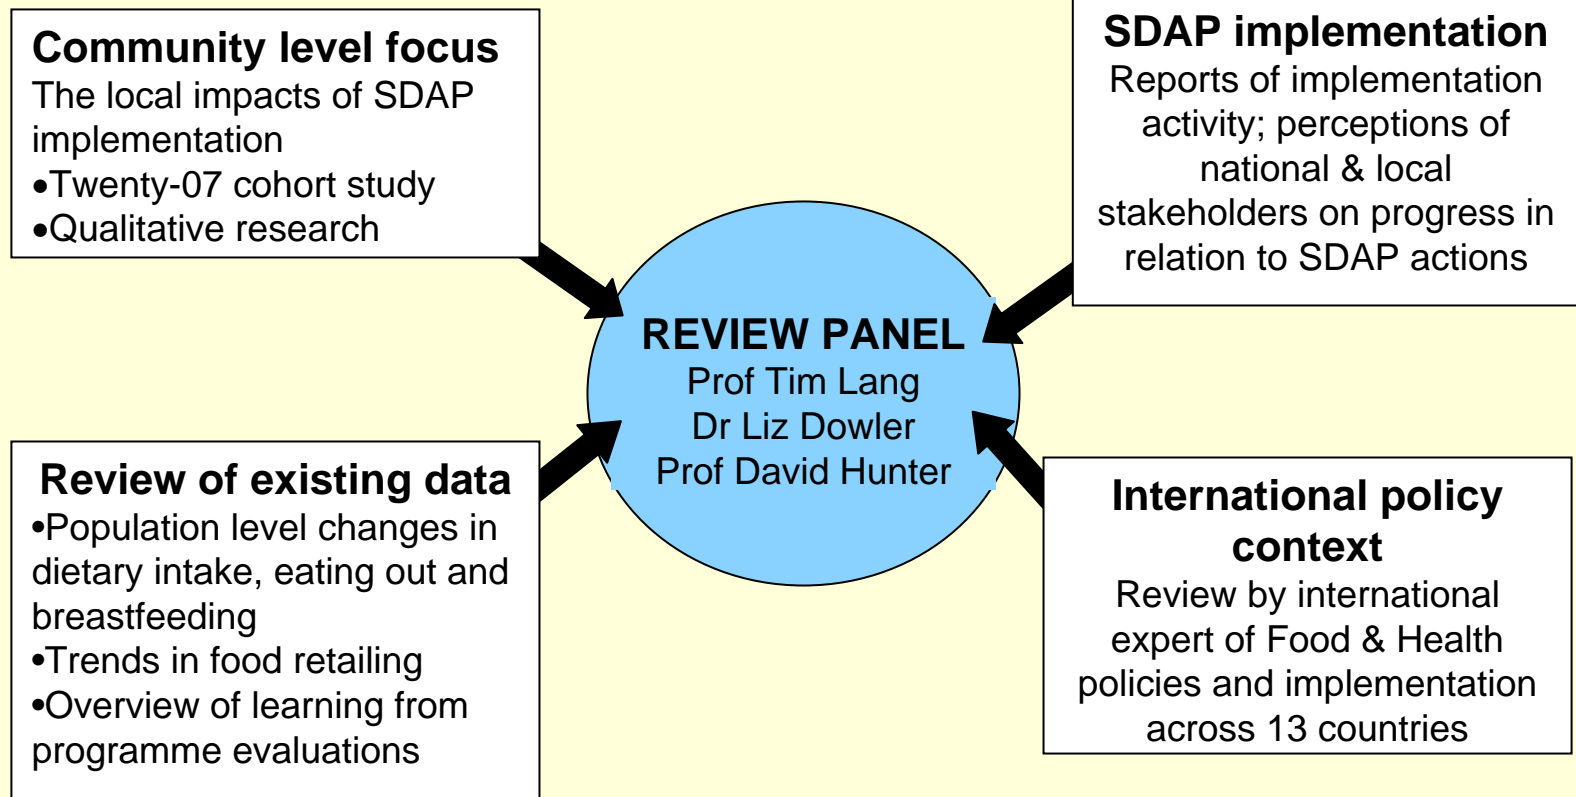 Community level focus
The local impacts of SDAP
implementation
•Twenty-07 cohort study
•Qualitative research
SDAP implementation
Reports of implementation
activity; perceptions of
national & local
stakeholders on progress in
relation to SDAP actions
REVIEW PANEL
Prof Tim Lang
Dr Liz Dowler
Prof David Hunter
Review of existing data
•Population level changes in
dietary intake, eating out and
breastfeeding
•Trends in food retailing
•Overview of learning from
programme evaluations
International policy
context
Review by international
expert of Food & Health
policies and implementation
across 13 countries